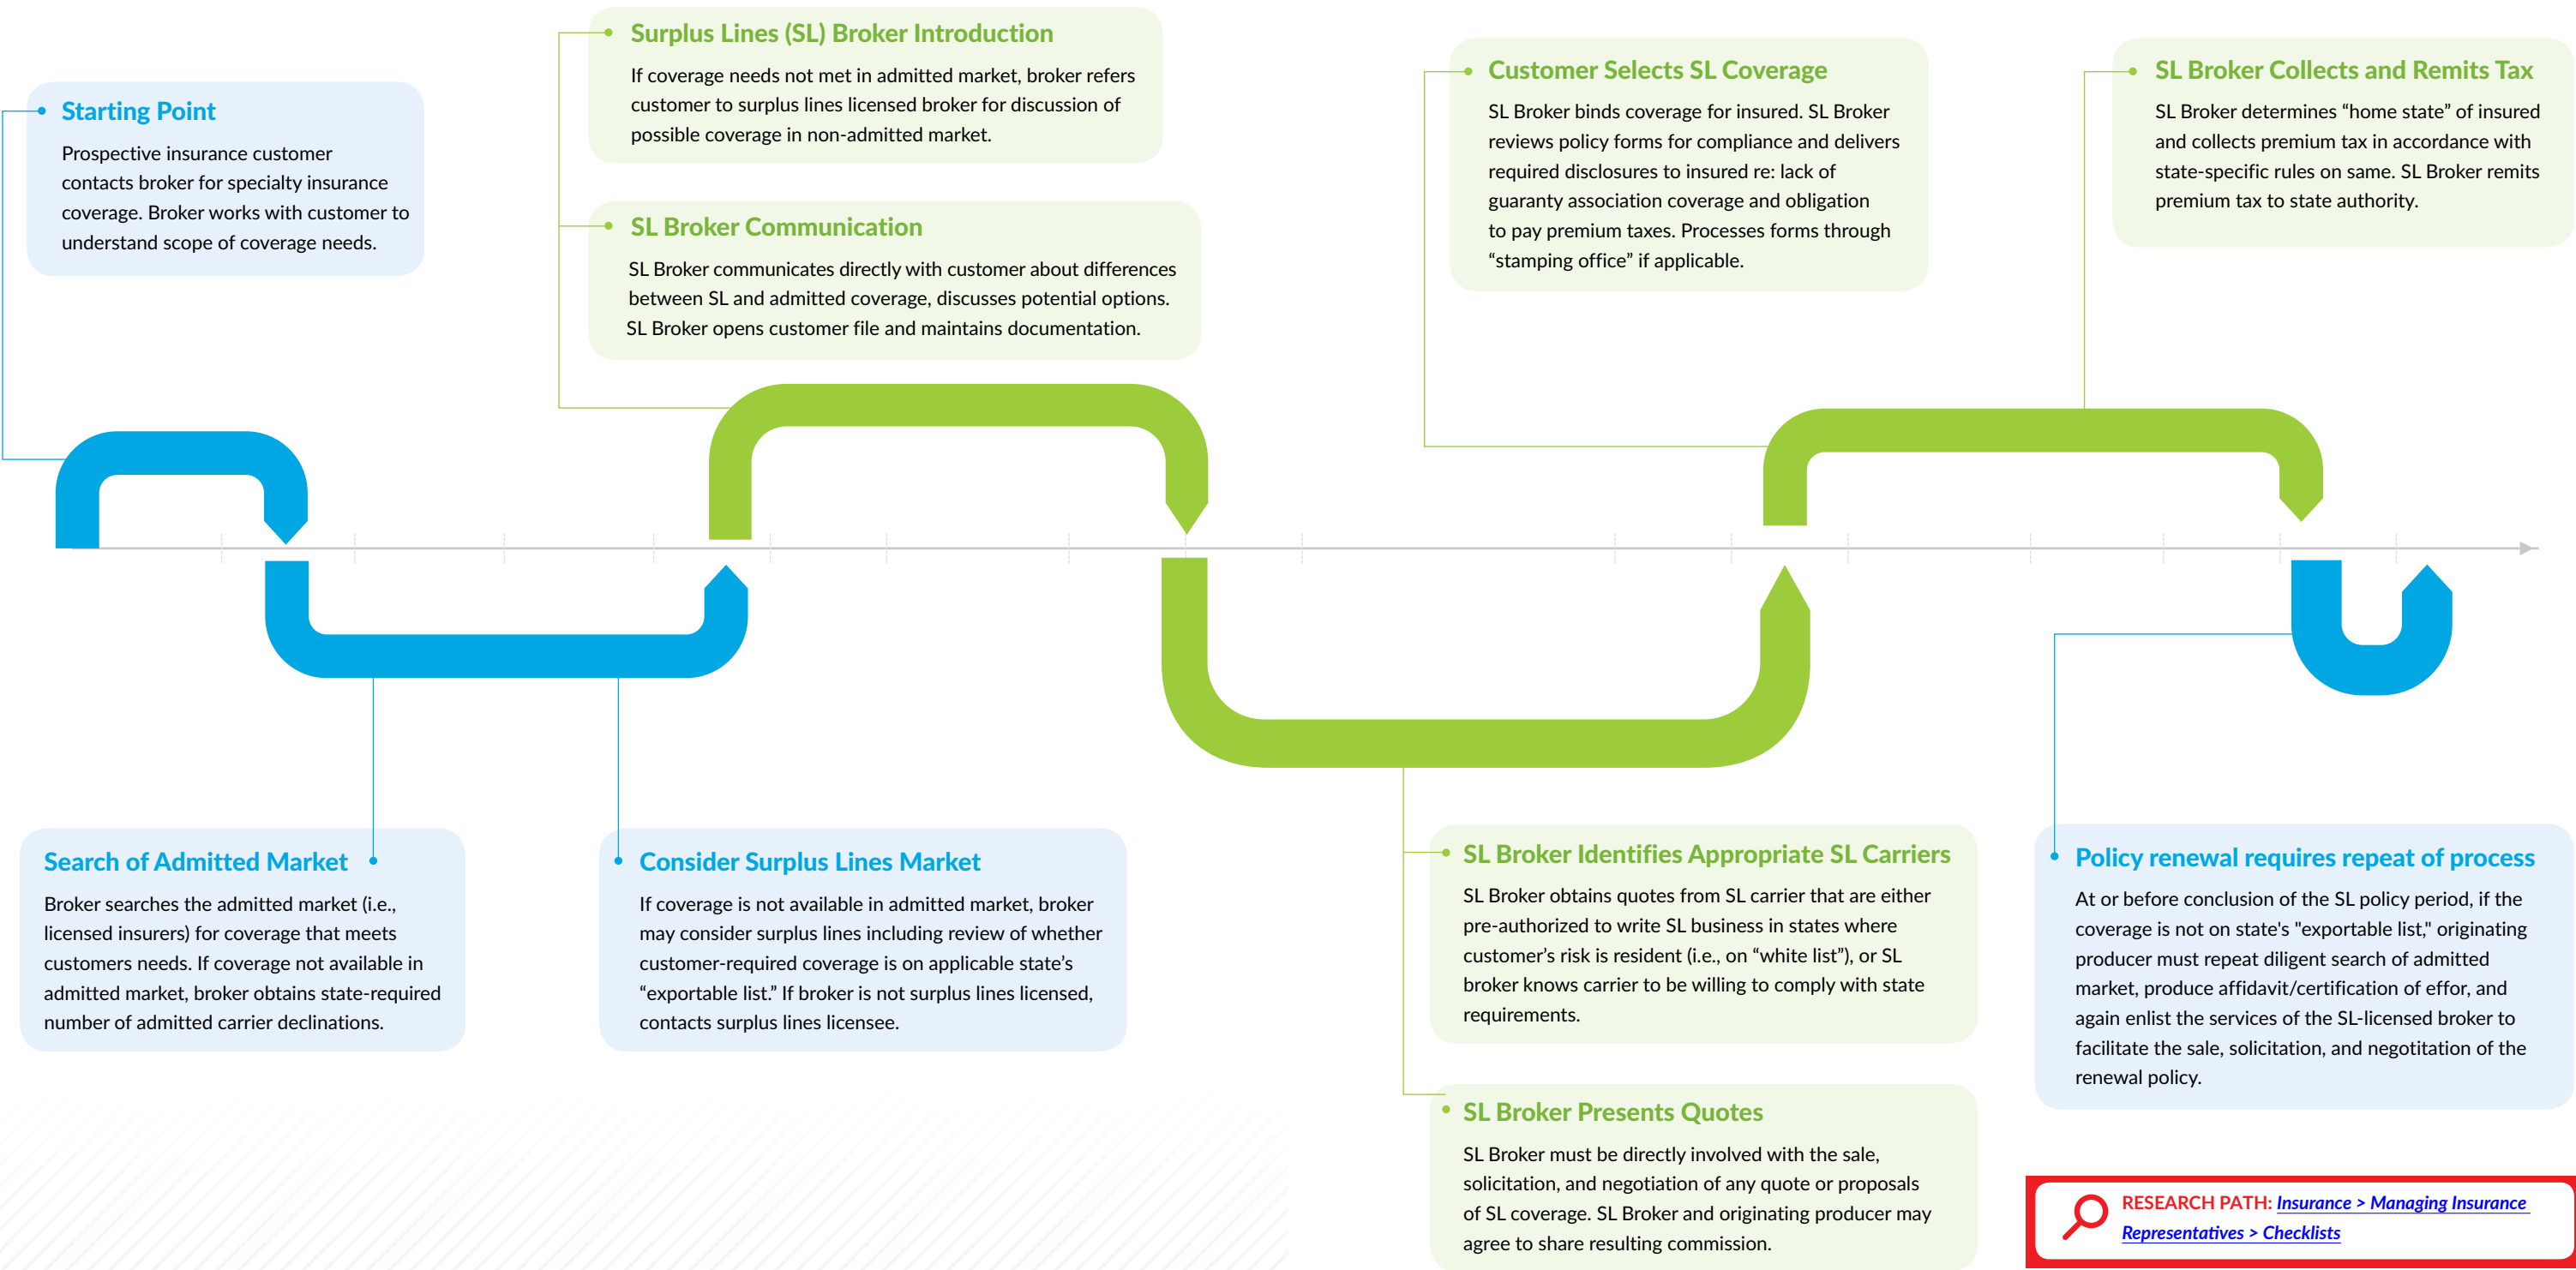 Starting Point
Prospective insurance customer
contacts broker for specialty insurance
coverage. Broker works with customer to
understand scope of coverage needs.
Search of Admitted Market
Broker searches the admitted market (i.e.,
licensed insurers) for coverage that meets
customers needs. If coverage not available in
admitted market, broker obtains state-required
number of admitted carrier declinations.
Consider Surplus Lines Market
If coverage is not available in admitted market, broker
may consider surplus lines including review of whether
customer-required coverage is on applicable state’s
“exportable list.” If broker is not surplus lines licensed,
contacts surplus lines licensee.
Surplus Lines (SL) Broker Introduction
If coverage needs not met in admitted market, broker refers
customer to surplus lines licensed broker for discussion of
possible coverage in non-admitted market.
SL Broker Communication
SL Broker communicates directly with customer about differences
between SL and admitted coverage, discusses potential options.
SL Broker opens customer file and maintains documentation.
SL Broker Identifies Appropriate SL Carriers
SL Broker obtains quotes from SL carrier that are either
pre-authorized to write SL business in states where
customer’s risk is resident (i.e., on “white list”), or SL
broker knows carrier to be willing to comply with state
requirements.
SL Broker Presents Quotes
SL Broker must be directly involved with the sale,
solicitation, and negotiation of any quote or proposals
of SL coverage. SL Broker and originating producer may
agree to share resulting commission.
Customer Selects SL Coverage
SL Broker binds coverage for insured. SL Broker
reviews policy forms for compliance and delivers
required disclosures to insured re: lack of
guaranty association coverage and obligation
to pay premium taxes. Processes forms through
“stamping office” if applicable.
SL Broker Collects and Remits Tax
SL Broker determines “home state” of insured
and collects premium tax in accordance with
state-specific rules on same. SL Broker remits
premium tax to state authority.
Policy renewal requires repeat of process
At or before conclusion of the SL policy period, if the
coverage is not on state's "exportable list," originating
producer must repeat diligent search of admitted
market, produce affidavit/certification of effor, and
again enlist the services of the SL-licensed broker to
facilitate the sale, solicitation, and negotitation of the
renewal policy.
RESEARCH PATH: Insurance > Managing Insurance
Representatives > Checklists